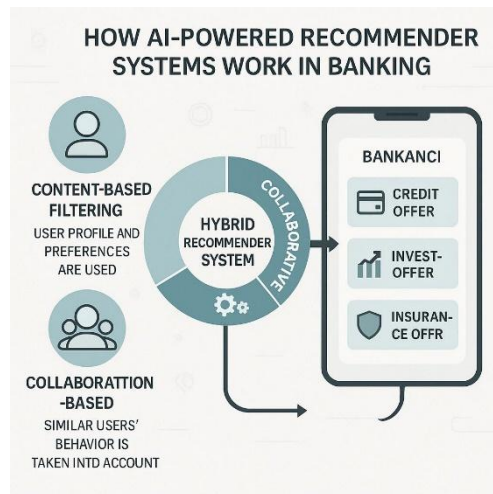 HOW AI-POWERED RECOMMENDER
SYSTEMS WORK IN BANKING
CONTENT-BASED
FILTERING
USER PROFILE AND
PREFERENCES
ARE USED
COLLABORATTION
-BASED
SIMILAR USERS'
BEHAVIOR IS
TAKEN INTD ACCOUNT
HYBRID
RECOMMENDER
SYSTEM
COLLABORATIVE
BANKANCI
CREDIT
OFFER
INVEST-
OFFER
INSURAN-
CE OFFR